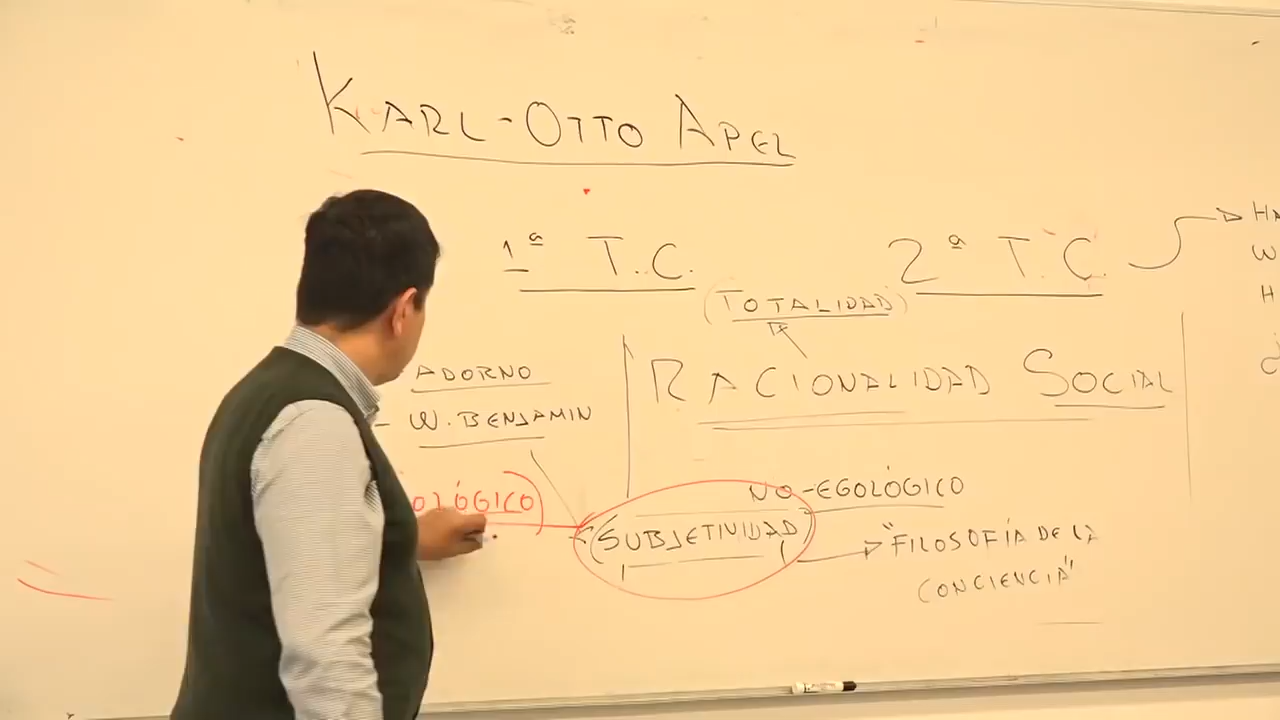 KARL-OTTO APEL
1ª T.C.
2ª T.C.
(TOTALIDAD)
ADORNO
- W. BENJAMIN
RACIONALIDAD SOCIAL
NO-EGOLÓGICO
(SUBJETIVIDAD)
"FILOSOFÍA DE LA
CONCIENCIA"